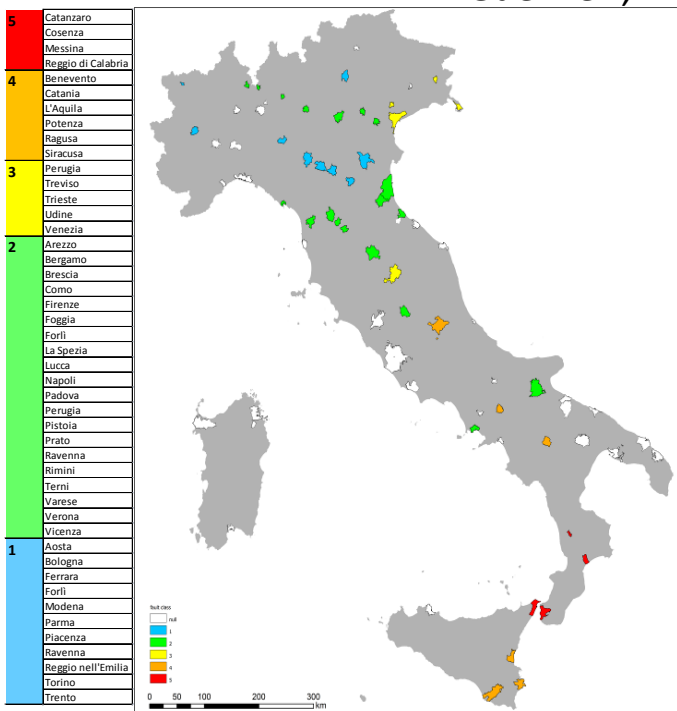 5
Catanzaro
Cosenza
Messina
Reggio di Calabria
4
Benevento
Catania
L'Aquila
Potenza
Ragusa
Siracusa
3
Perugia
Treviso
Trieste
Udine
Venezia
2
Arezzo
Bergamo
Brescia
Como
Firenze
Foggia
Forlì
La Spezia
Lucca
Napoli
Padova
Perugia
Pistoia
Prato
Ravenna
Rimini
Terni
Varese
Verona
Vicenza
1
Aosta
Bologna
Ferrara
Forlì
Modena
Parma
Piacenza
Ravenna
Reggio nell'Emilia
Torino
Trento
fault class
null
1
2
3
4
5
0 50 100 200 300
km